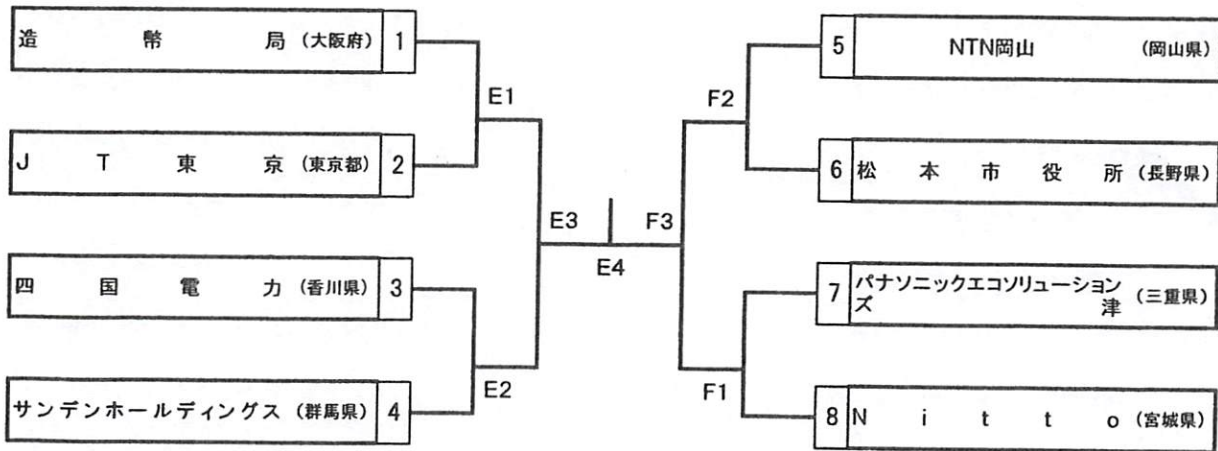 造幣局 (大阪府) 1
E1
JT東京 (東京都) 2
E3
四国電力 (香川県) 3
E2
サンデンホールディングス (群馬県) 4
E4
5 NTN岡山 (岡山県)
F2
6 松本市役所 (長野県)
F3
7 パナソニックエコソリューション
ズ津 (三重県)
F1
8 Nitto (宮城県)